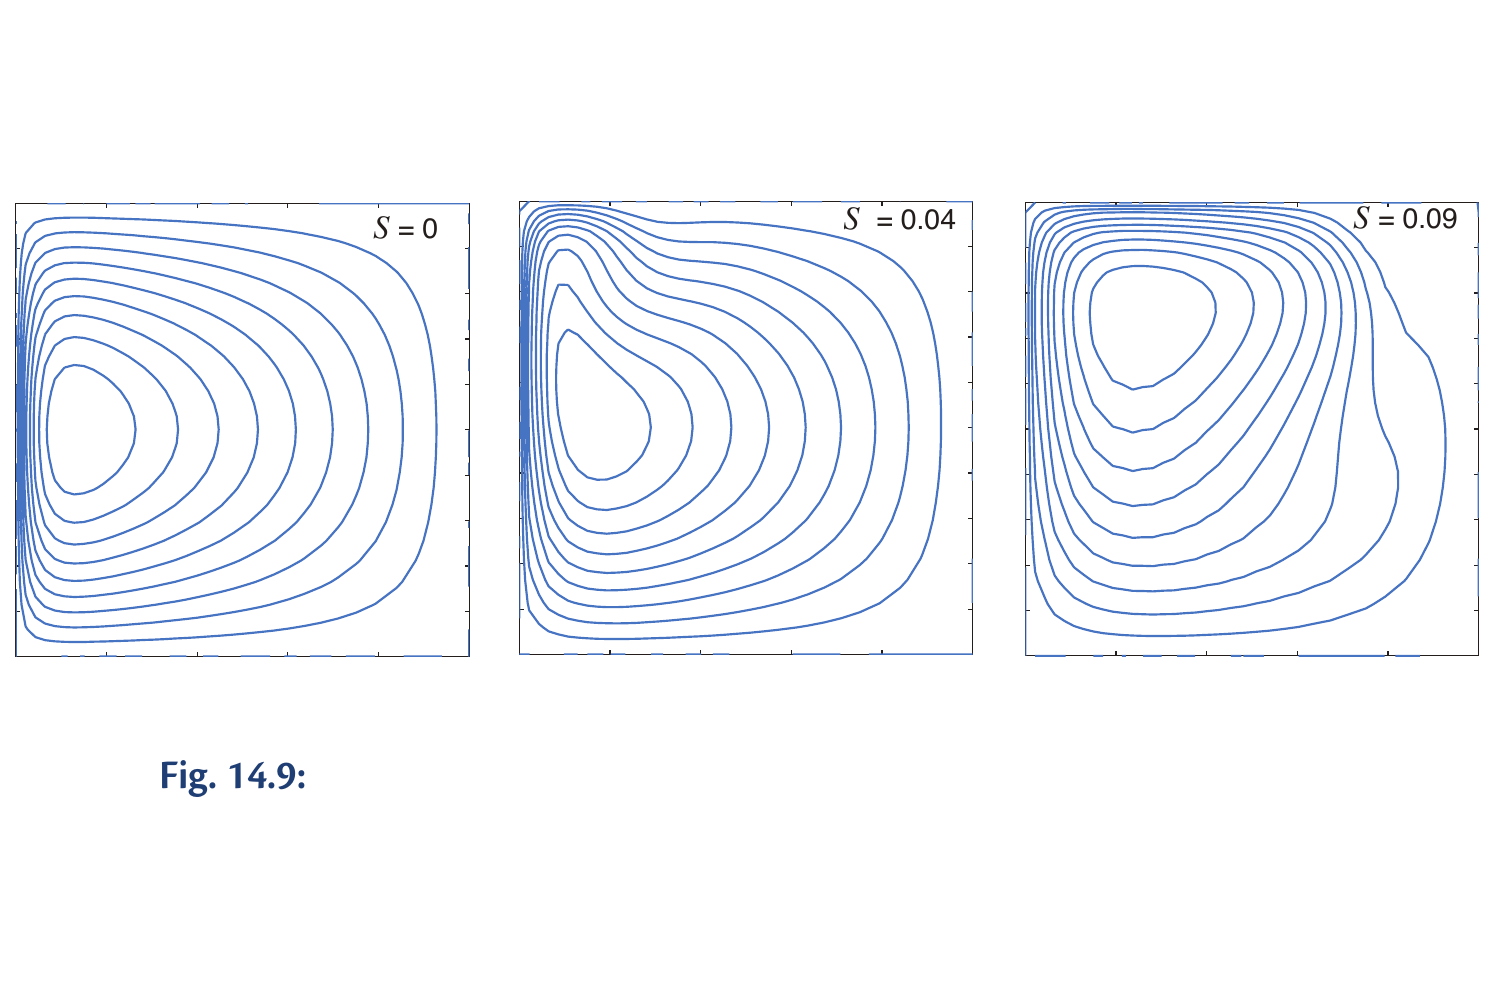 S = 0
S = 0.04
S = 0.09
Fig. 14.9: